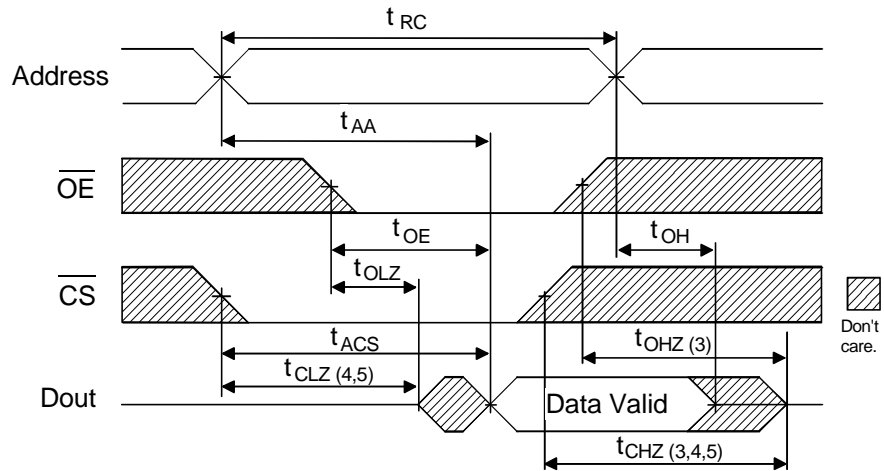 t RC
Address
t AA
OE
t OE
t OH
t OLZ
CS
Don't
care.
t ACS
t OHZ (3)
t CLZ (4,5)
Dout
Data Valid
t CHZ (3,4,5)